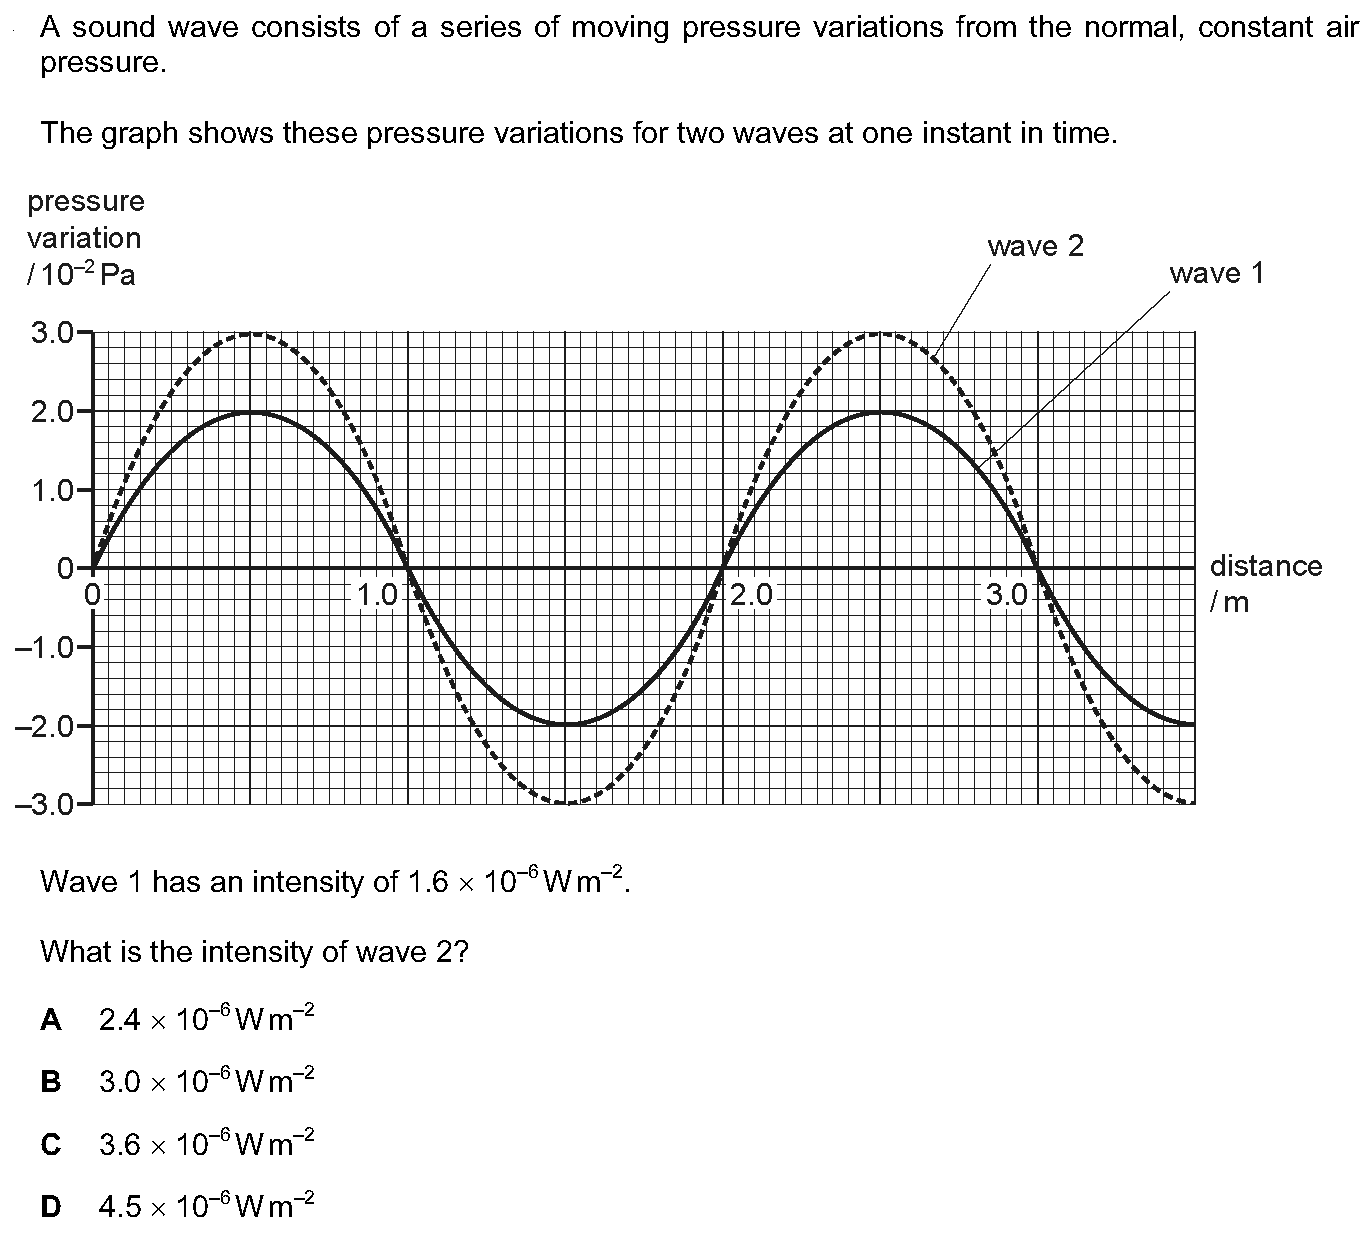 A sound wave consists of a series of moving pressure variations from the normal, constant air
pressure.
The graph shows these pressure variations for two waves at one instant in time.
pressure
variation
/ 10⁻² Pa
wave 2
wave 1
3.0
2.0
1.0
0
0
1.0
2.0
3.0
distance
/ m
–1.0
–2.0
–3.0
Wave 1 has an intensity of 1.6 × 10⁻⁶ W m⁻².
What is the intensity of wave 2?
A 2.4 × 10⁻⁶ W m⁻²
B 3.0 × 10⁻⁶ W m⁻²
C 3.6 × 10⁻⁶ W m⁻²
D 4.5 × 10⁻⁶ W m⁻²